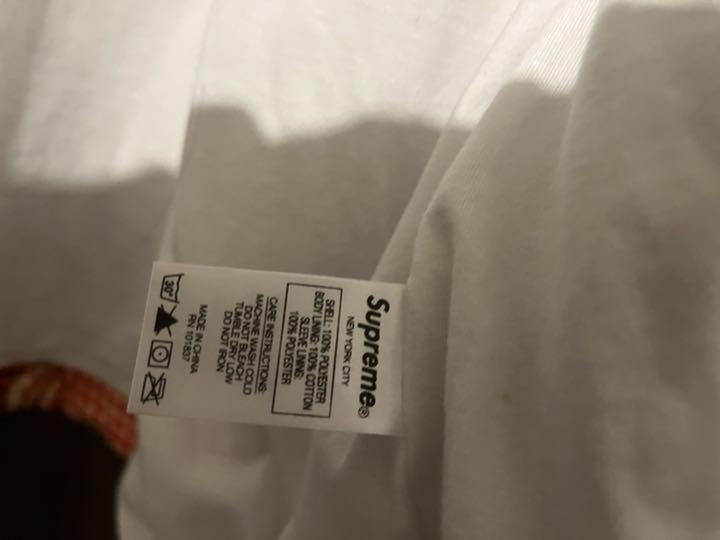 Supreme®
NEW YORK CITY
SHELL: 100% POLYESTER
BODY LINING: 100% COTTON
SLEEVE LINING:
100% POLYESTER
CARE INSTRUCTIONS:
MACHINE WASH COLD
DO NOT BLEACH
TUMBLE DRY LOW
DO NOT IRON
MADE IN CHINA
RN 101837
30°